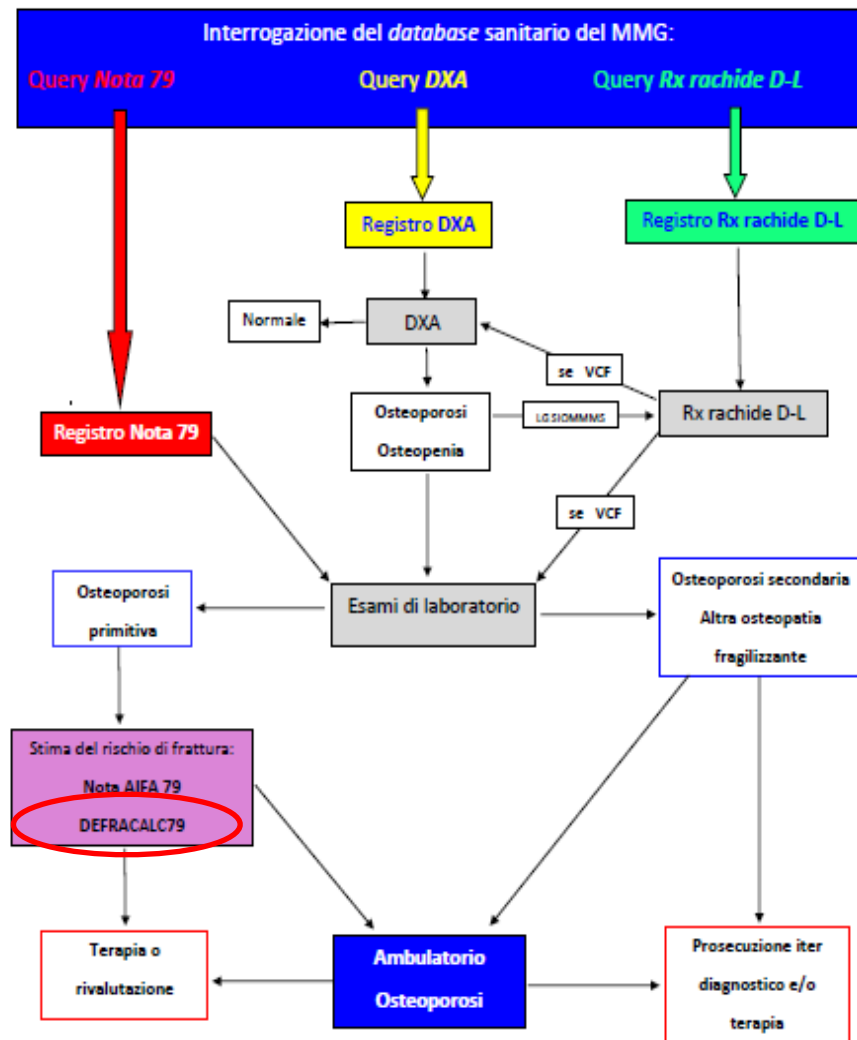 Interrogazione del database sanitario del MMG:
Query Nota 79
Query DXA
Query Rx rachide D-L
Registro DXA
Registro Rx rachide D-L
Normale
DXA
se VCF
Osteoporosi
Osteopenia
LG SIOMMMS
Rx rachide D-L
Registro Nota 79
se VCF
Osteoporosi
primitiva
Esami di laboratorio
Osteoporosi secondaria
Altra osteopatia
fragilizzante
Stima del rischio di frattura:
Nota AIFA 79
DEFRACALC79
Terapia o
rivalutazione
Ambulatorio
Osteoporosi
Prosecuzione iter
diagnostico e/o
terapia